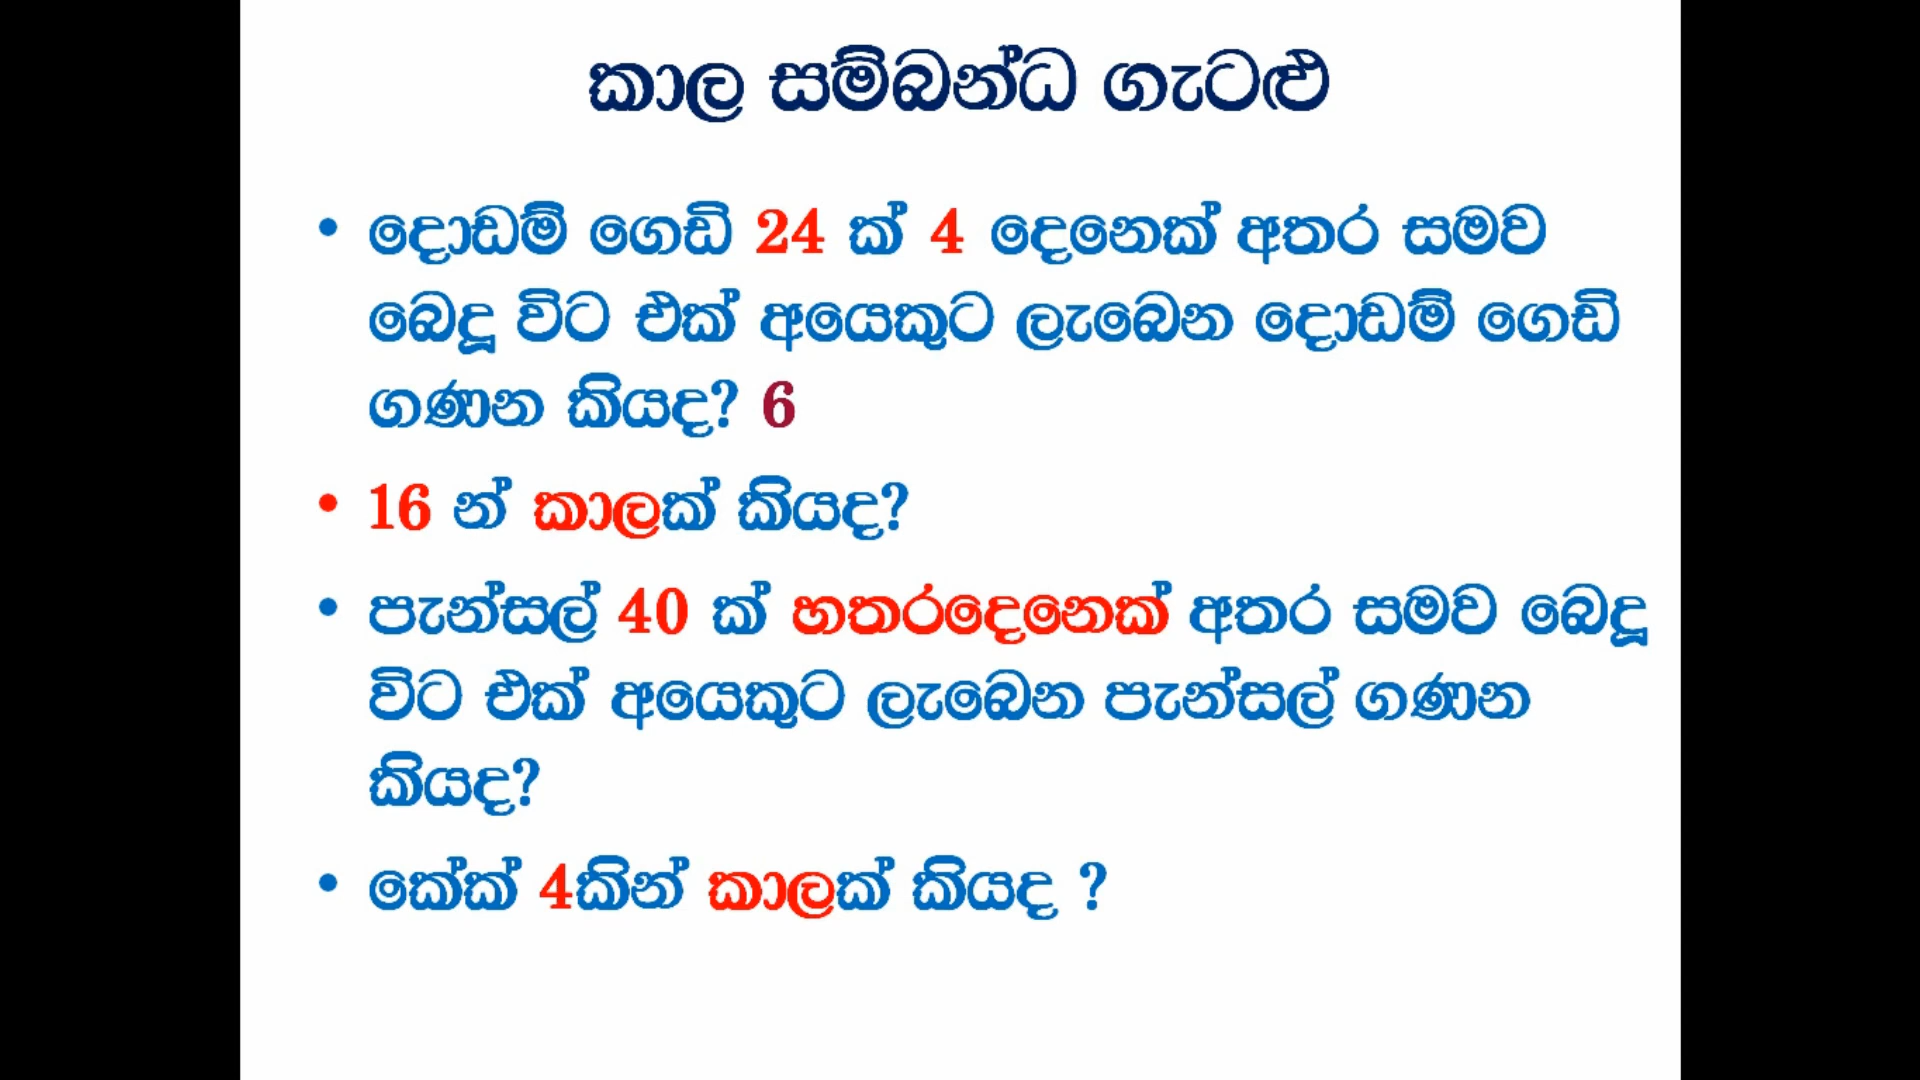 කාල සම්බන්ධ ගැටළු
• දොඩම් ගෙඩි 24 ක් 4 දෙනෙක් අතර සමව
බෙදූ විට එක් අයෙකුට ලැබෙන දොඩම් ගෙඩි
ගණන කියද? 6
• 16 න් කාලක් කියද?
• පැන්සල් 40 ක් හතරදෙනෙක් අතර සමව බෙදූ
විට එක් අයෙකුට ලැබෙන පැන්සල් ගණන
කියද?
• කේක් 4කින් කාලක් කියද ?